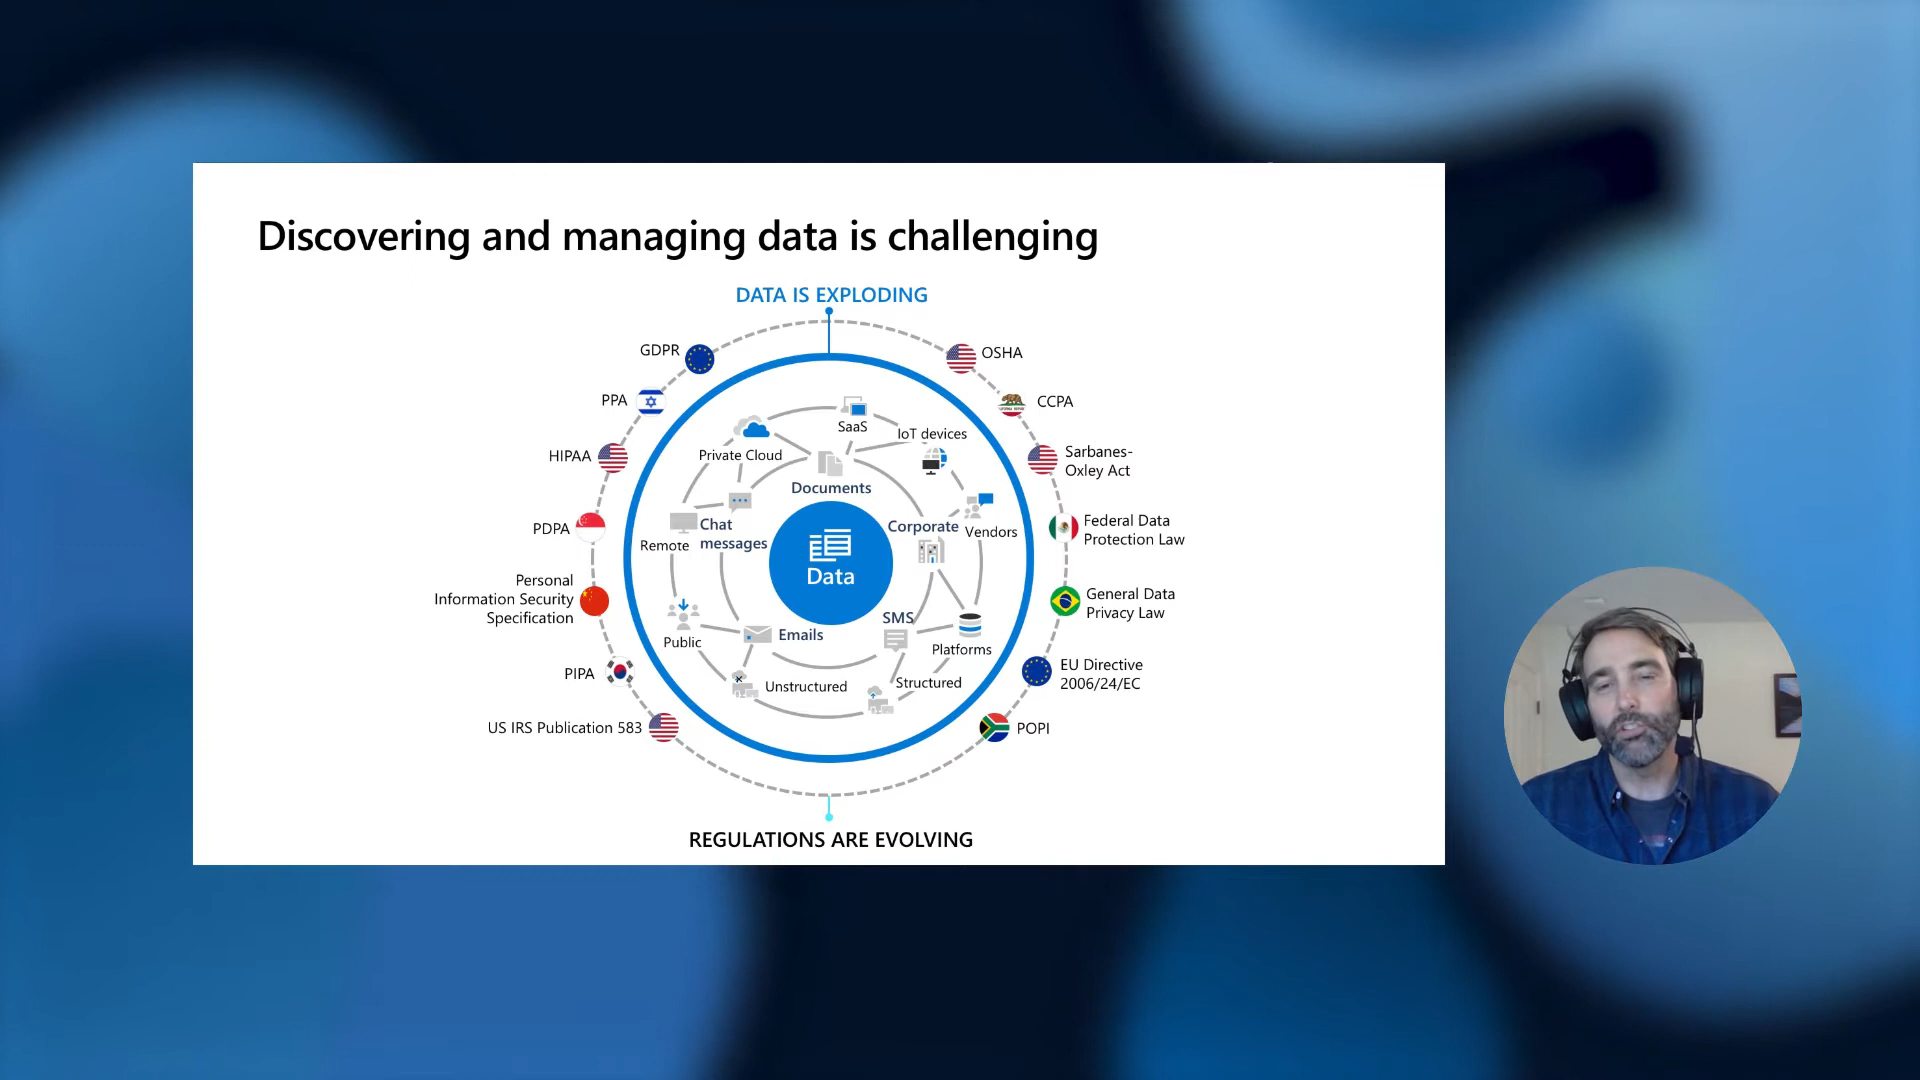 Discovering and managing data is challenging
DATA IS EXPLODING
GDPR
OSHA
PPA
CCPA
SaaS
IoT devices
Private Cloud
HIPAA
Sarbanes-
Oxley Act
Documents
PDPA
Chat
messages
Remote
Corporate
Vendors
Federal Data
Protection Law
Data
Personal
Information Security
Specification
General Data
Privacy Law
SMS
Emails
Public
Platforms
PIPA
EU Directive
2006/24/EC
Unstructured
Structured
US IRS Publication 583
POPI
REGULATIONS ARE EVOLVING